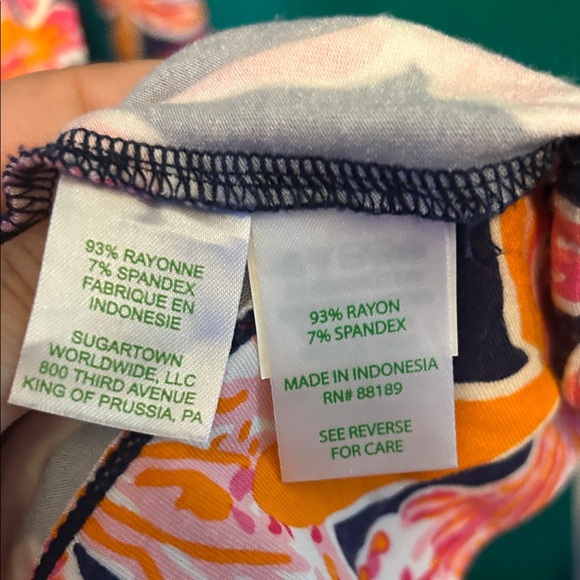 93% RAYONNE
7% SPANDEX
FABRIQUE EN
INDONESIE
SUGARTOWN
WORLDWIDE, LLC
800 THIRD AVENUE
KING OF PRUSSIA, PA
93% RAYON
7% SPANDEX
MADE IN INDONESIA
RN# 88189
SEE REVERSE
FOR CARE